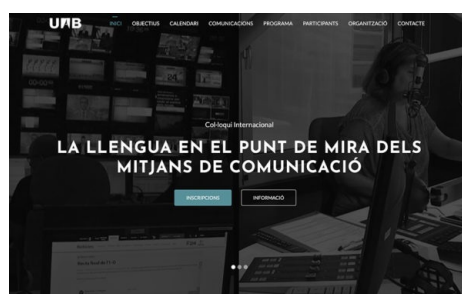 UAB
INICI OBJECTIUS CALENDARI COMUNICACIONS PROGRAMA PARTICIPANTS ORGANITZACIÓ CONTACTE
Col·loqui Internacional
LA LLENGUA EN EL PUNT DE MIRA DELS
MITJANS DE COMUNICACIÓ
INSCRIPCIONS INFORMACIÓ